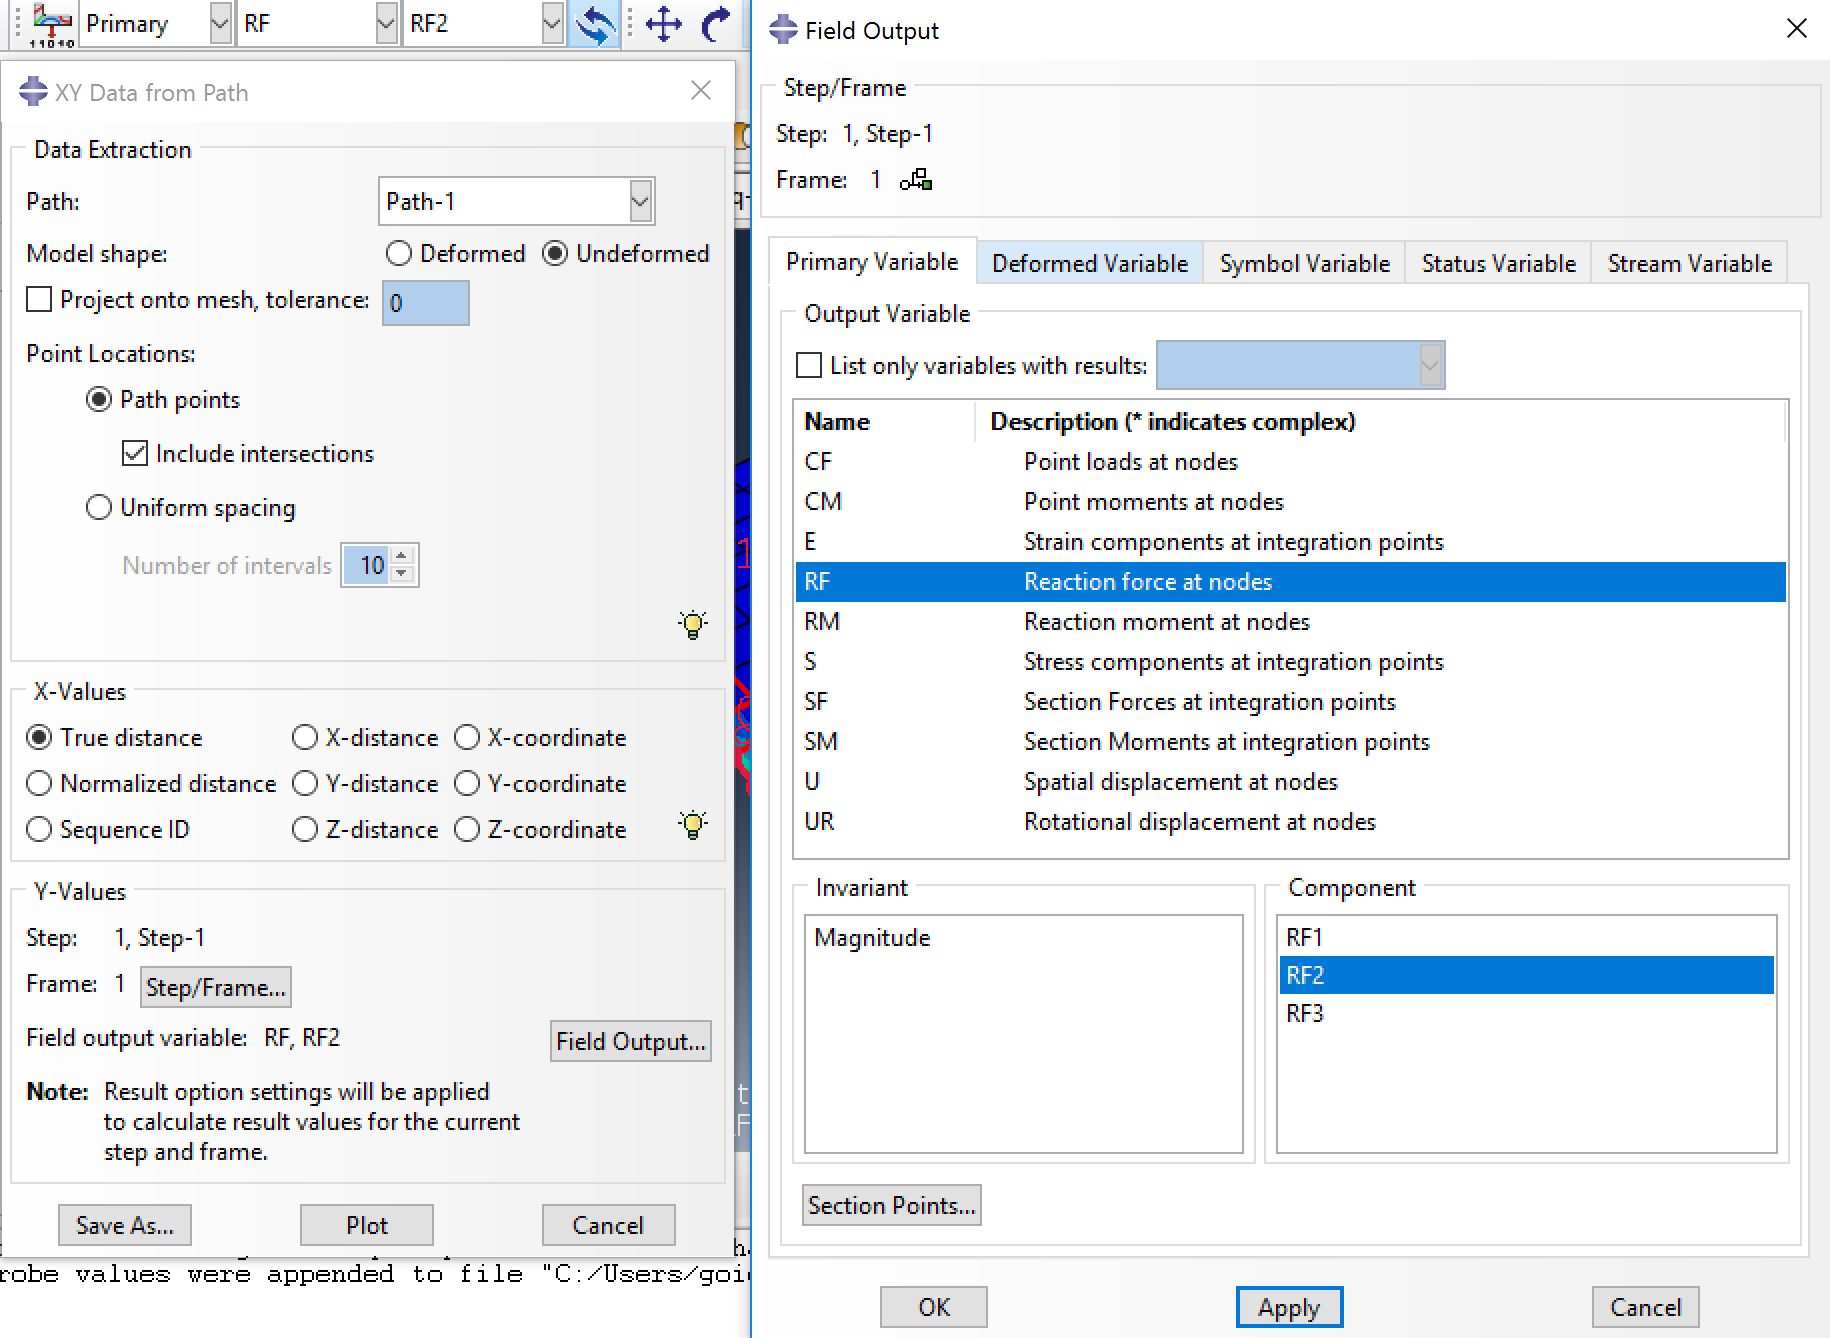 Primary RF RF2
11010
XY Data from Path
Data Extraction
Path: Path-1
Model shape: Deformed Undeformed
Project onto mesh, tolerance: 0
Point Locations:
Path points
Include intersections
Uniform spacing
Number of intervals 10
X-Values
True distance X-distance X-coordinate
Normalized distance Y-distance Y-coordinate
Sequence ID Z-distance Z-coordinate
Y-Values
Step: 1, Step-1
Frame: 1 Step/Frame...
Field output variable: RF, RF2 Field Output...
Note: Result option settings will be applied
to calculate result values for the current
step and frame.
Save As... Plot Cancel
robe values were appended to file "C:/Users/goi
Field Output
Step/Frame
Step: 1, Step-1
Frame: 1
Primary Variable Deformed Variable Symbol Variable Status Variable Stream Variable
Output Variable
List only variables with results:
Name Description (* indicates complex)
CF Point loads at nodes
CM Point moments at nodes
E Strain components at integration points
RF Reaction force at nodes
RM Reaction moment at nodes
S Stress components at integration points
SF Section Forces at integration points
SM Section Moments at integration points
U Spatial displacement at nodes
UR Rotational displacement at nodes
Invariant
Magnitude
Component
RF1
RF2
RF3
Section Points...
OK Apply Cancel